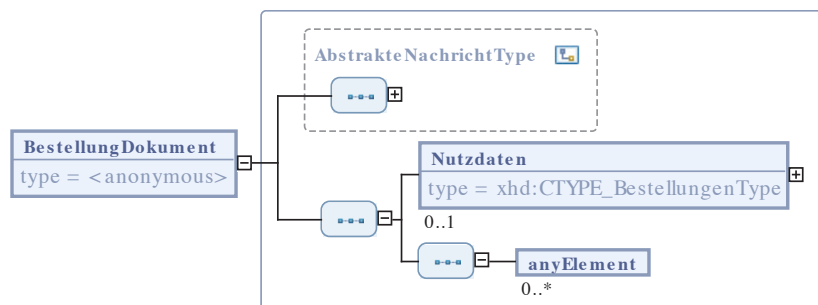 AbstrakteNachrichtType
BestellungDokument
type = <anonymous>
Nutzdaten
type = xhd:CTYPE_BestellungenType
0..1
anyElement
0..*